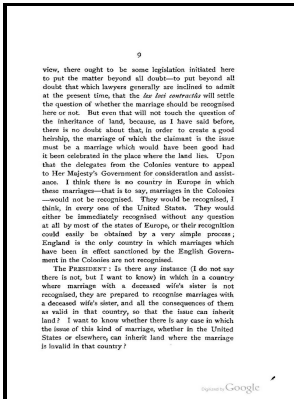 9
view, there ought to be some legislation initiated here
to put the matter beyond all doubt—to put beyond all
doubt that which lawyers generally are inclined to admit
at the present time, that the lex loci contractûs will settle
the question of whether the marriage should be recognised
here or not. But even that will not touch the question of
the inheritance of land, because, as I have said before,
there is no doubt about that, in order to create a good
heirship, the marriage of which the claimant is the issue
must be a marriage which would have been good had
it been celebrated in the place where the land lies. Upon
that the delegates from the Colonies venture to appeal
to Her Majesty's Government for consideration and assist-
ance. I think there is no country in Europe in which
these marriages—that is to say, marriages in the Colonies
—would not be recognised. They would be recognised, I
think, in every one of the United States. They would
either be immediately recognised without any question
at all by most of the states of Europe, or their recognition
could easily be obtained by a very simple process;
England is the only country in which marriages which
have been in effect sanctioned by the English Govern-
ment in the Colonies are not recognised.
The PRESIDENT: Is there any instance (I do not say
there is not, but I want to know) in which in a country
where marriage with a deceased wife's sister is not
recognised, they are prepared to recognise marriages with
a deceased wife's sister, and all the consequences of them
as valid in that country, so that the issue can inherit
land? I want to know whether there is any case in which
the issue of this kind of marriage, whether in the United
States or elsewhere, can inherit land where the marriage
is invalid in that country?
Digitized by Google